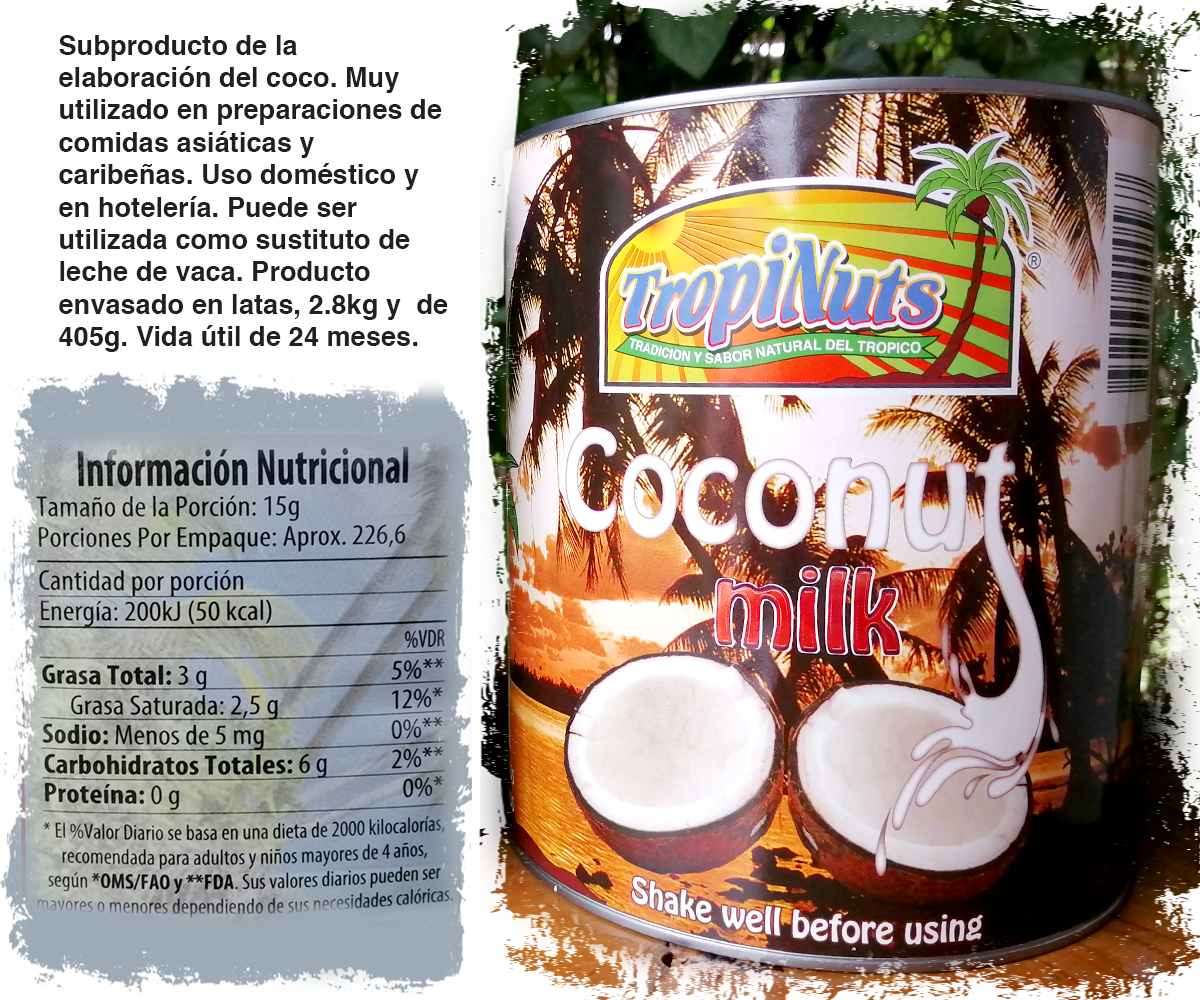 Subproducto de la
elaboración del coco. Muy
utilizado en preparaciones de
comidas asiáticas y
caribeñas. Uso doméstico y
en hotelería. Puede ser
utilizada como sustituto de
leche de vaca. Producto
envasado en latas, 2.8kg y de
405g. Vida útil de 24 meses.
Información Nutricional
Tamaño de la Porción: 15g
Porciones Por Empaque: Aprox. 226,6
Cantidad por porción
Energía: 200kJ (50 kcal)
%VDR
Grasa Total: 3 g 5%**
Grasa Saturada: 2,5 g 12%*
Sodio: Menos de 5 mg 0%**
Carbohidratos Totales: 6 g 2%**
Proteína: 0 g 0%*
* El %Valor Diario se basa en una dieta de 2000 kilocalorías,
recomendada para adultos y niños mayores de 4 años,
según *OMS/FAO y **FDA. Sus valores diarios pueden ser
mayores o menores dependiendo de sus necesidades calóricas.
TropiNuts
®
TRADICION Y SABOR NATURAL DEL TROPICO
Coconut
milk
Shake well before using